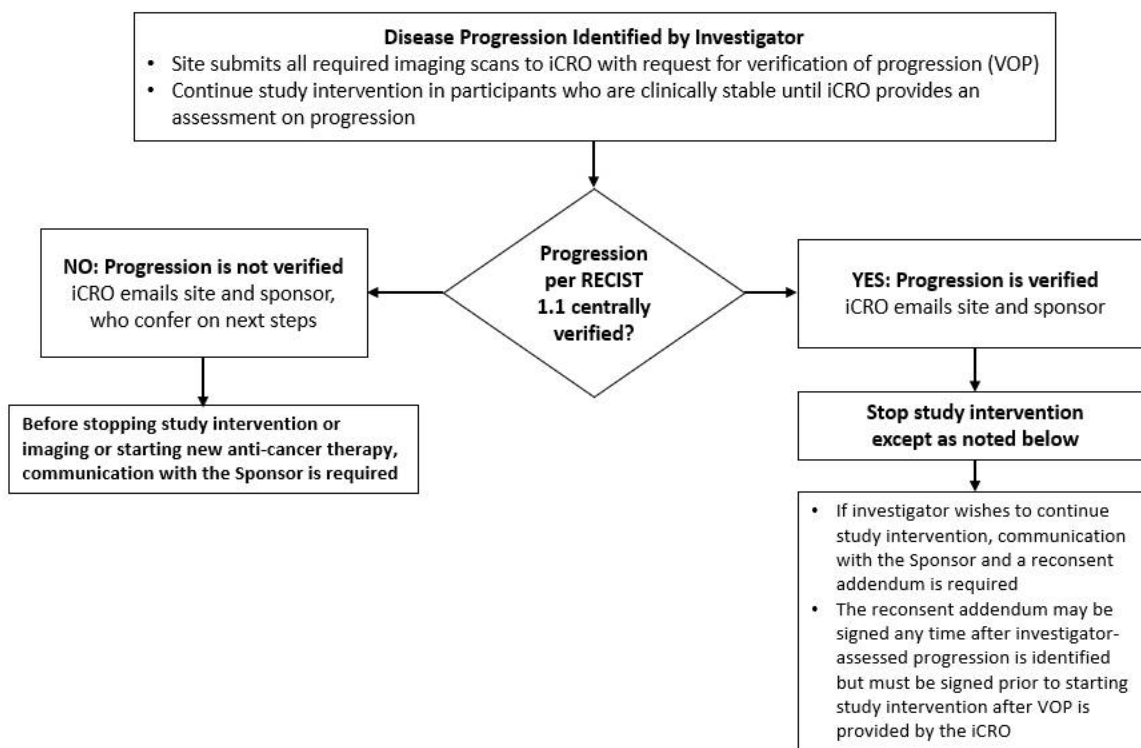 Disease Progression Identified by Investigator
• Site submits all required imaging scans to iCRO with request for verification of progression (VOP)
• Continue study intervention in participants who are clinically stable until iCRO provides an
assessment on progression
Progression
per RECIST
1.1 centrally
verified?
NO: Progression is not verified
iCRO emails site and sponsor,
who confer on next steps
Before stopping study intervention or
imaging or starting new anti-cancer therapy,
communication with the Sponsor is required
YES: Progression is verified
iCRO emails site and sponsor
Stop study intervention
except as noted below
• If investigator wishes to continue
study intervention, communication
with the Sponsor and a reconsent
addendum is required
• The reconsent addendum may be
signed any time after investigator-
assessed progression is identified
but must be signed prior to starting
study intervention after VOP is
provided by the iCRO